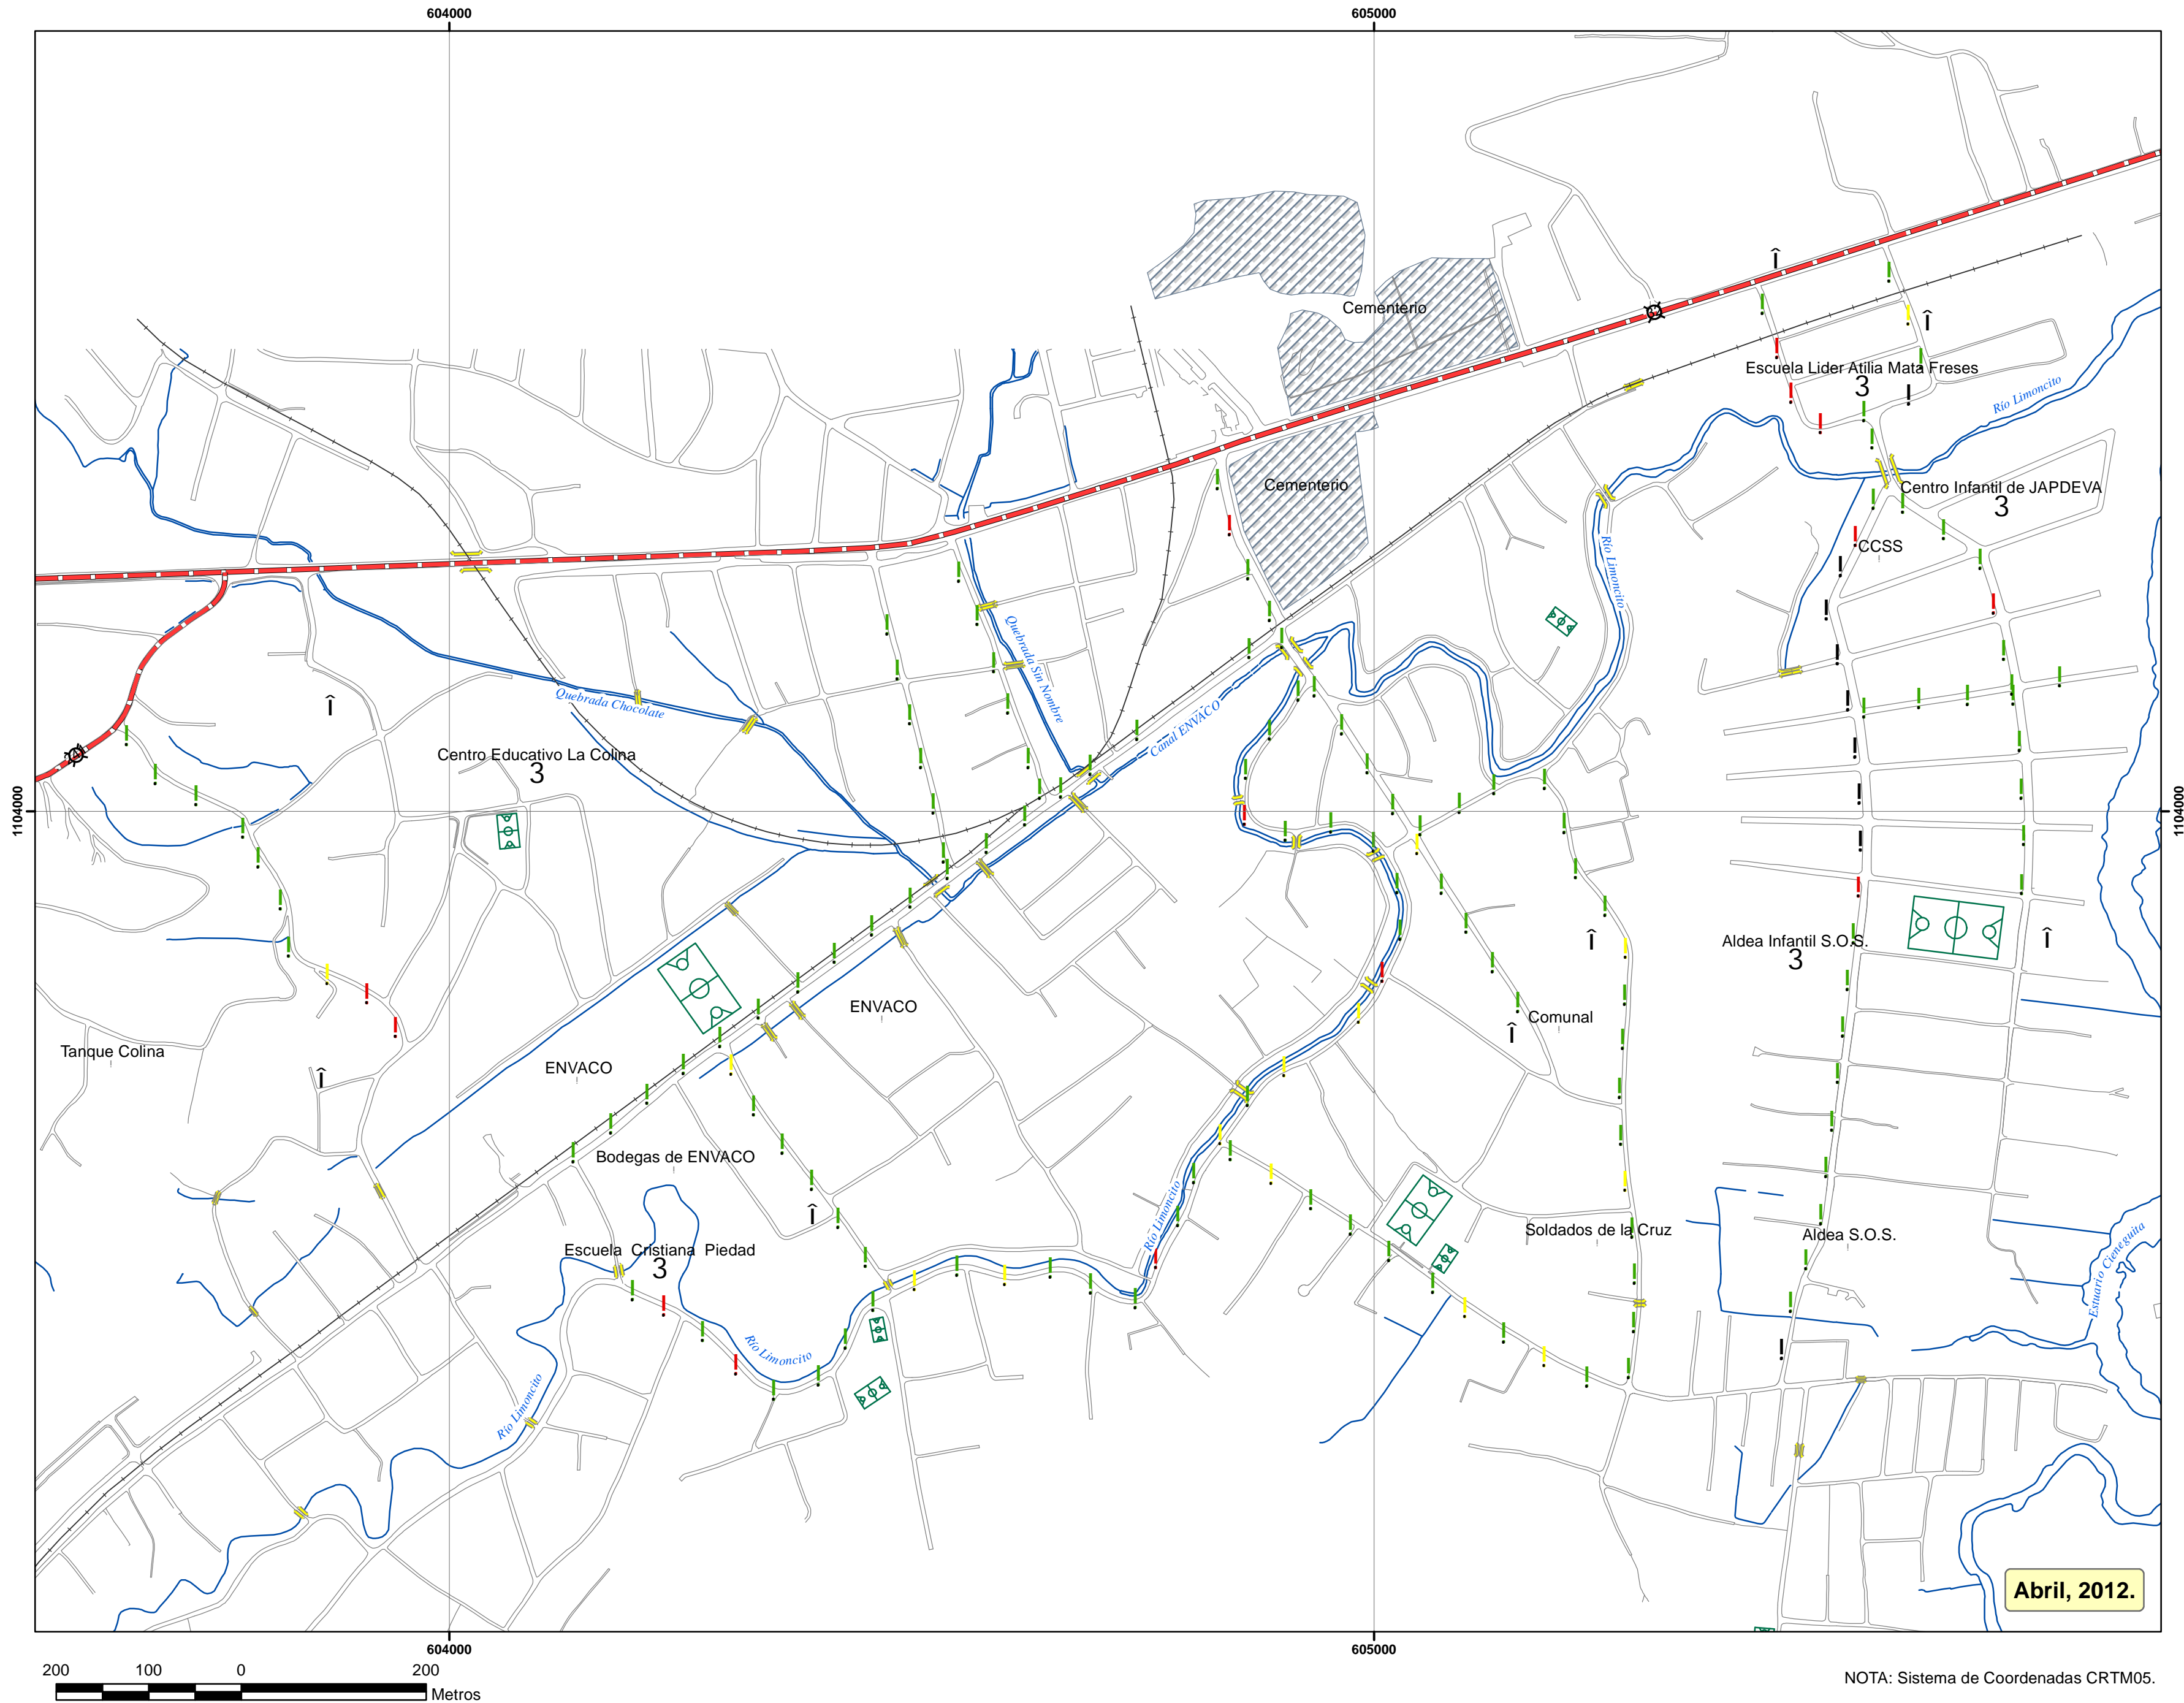 604000
605000
Cementerio
Escuela Lider Atilia Mata Freses
3
Río Limoncito
Cementerio
Centro Infantil de JAPDEVA
3
CCSS
Río Limoncito
Quebrada Sin Nombre
Quebrada Chocolate
Canal ENVACO
Centro Educativo La Colina
3
1104000
1104000
Aldea Infantil S.O.S.
3
ENVACO
Comunal
Tanque Colina
ENVACO
Bodegas de ENVACO
Río Limoncito
Soldados de la Cruz
Aldea S.O.S.
Escuela Cristiana Piedad
3
Estuario Cieneguita
Río Limoncito
Río Limoncito
Abril, 2012.
604000
605000
200 100 0 200
Metros
NOTA: Sistema de Coordenadas CRTM05.